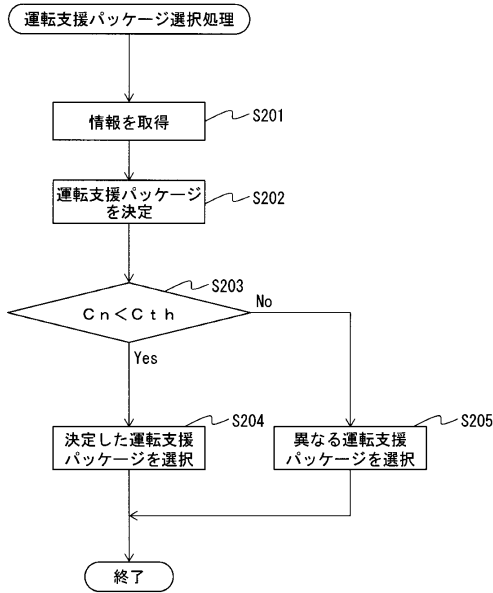 運転支援パッケージ選択処理
情報を取得
S201
運転支援パッケージ
を決定
S202
S203
Cn<Cth
No
Yes
決定した運転支援
パッケージを選択
S204
異なる運転支援
パッケージを選択
S205
終了